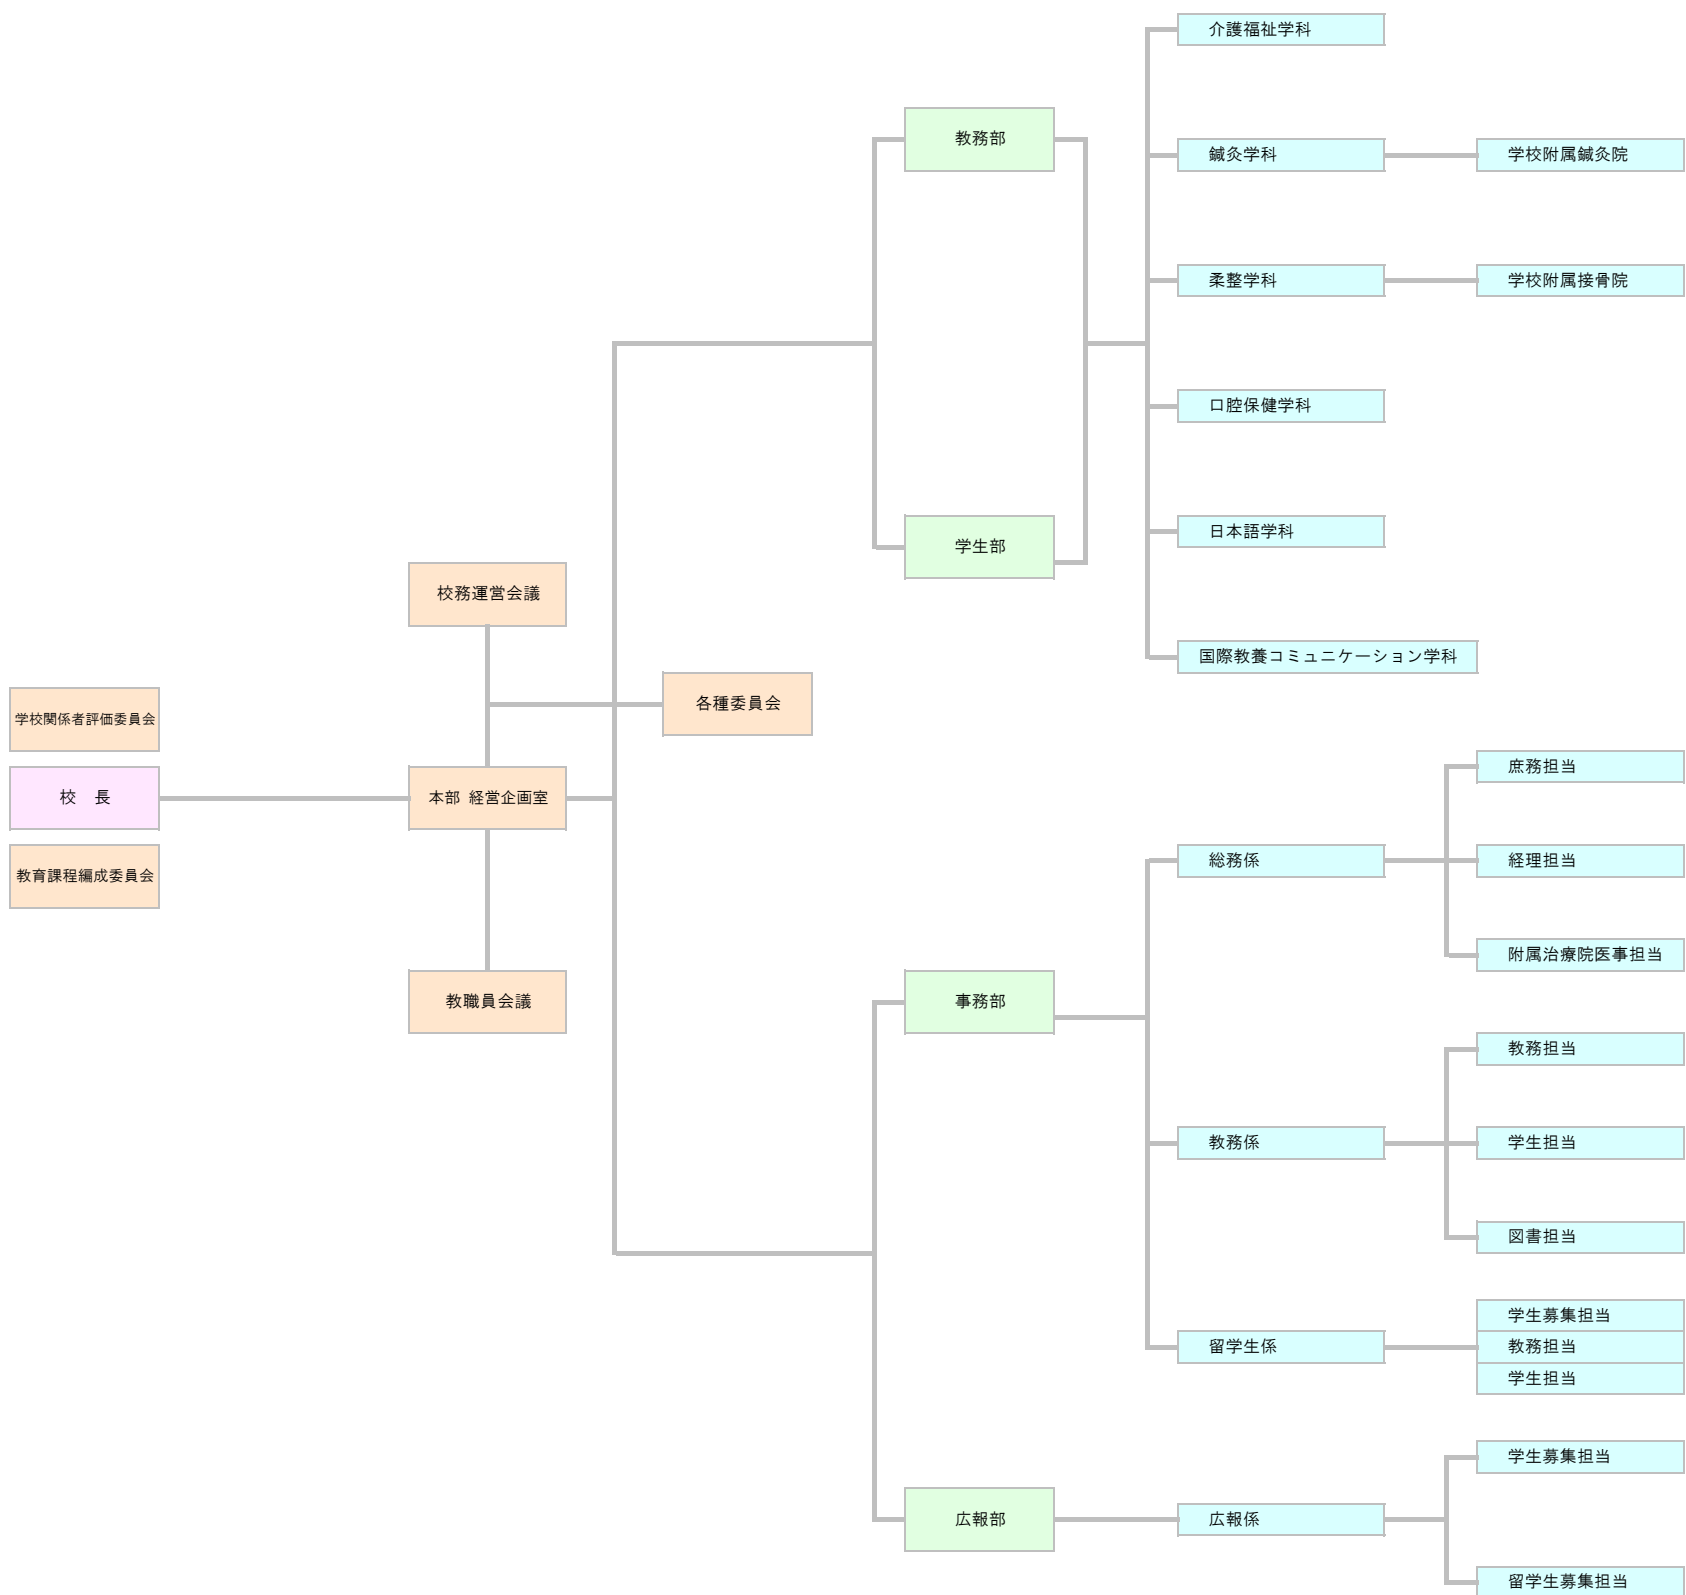 介護福祉学科
教務部
鍼灸学科
学校附属鍼灸院
柔整学科
学校附属接骨院
口腔保健学科
学生部
日本語学科
校務運営会議
国際教養コミュニケーション学科
各種委員会
学校関係者評価委員会
校　長
本部 経営企画室
教育課程編成委員会
教職員会議
庶務担当
総務係
経理担当
附属治療院医事担当
事務部
教務担当
教務係
学生担当
図書担当
学生募集担当
留学生係
教務担当
学生担当
学生募集担当
広報部
広報係
留学生募集担当